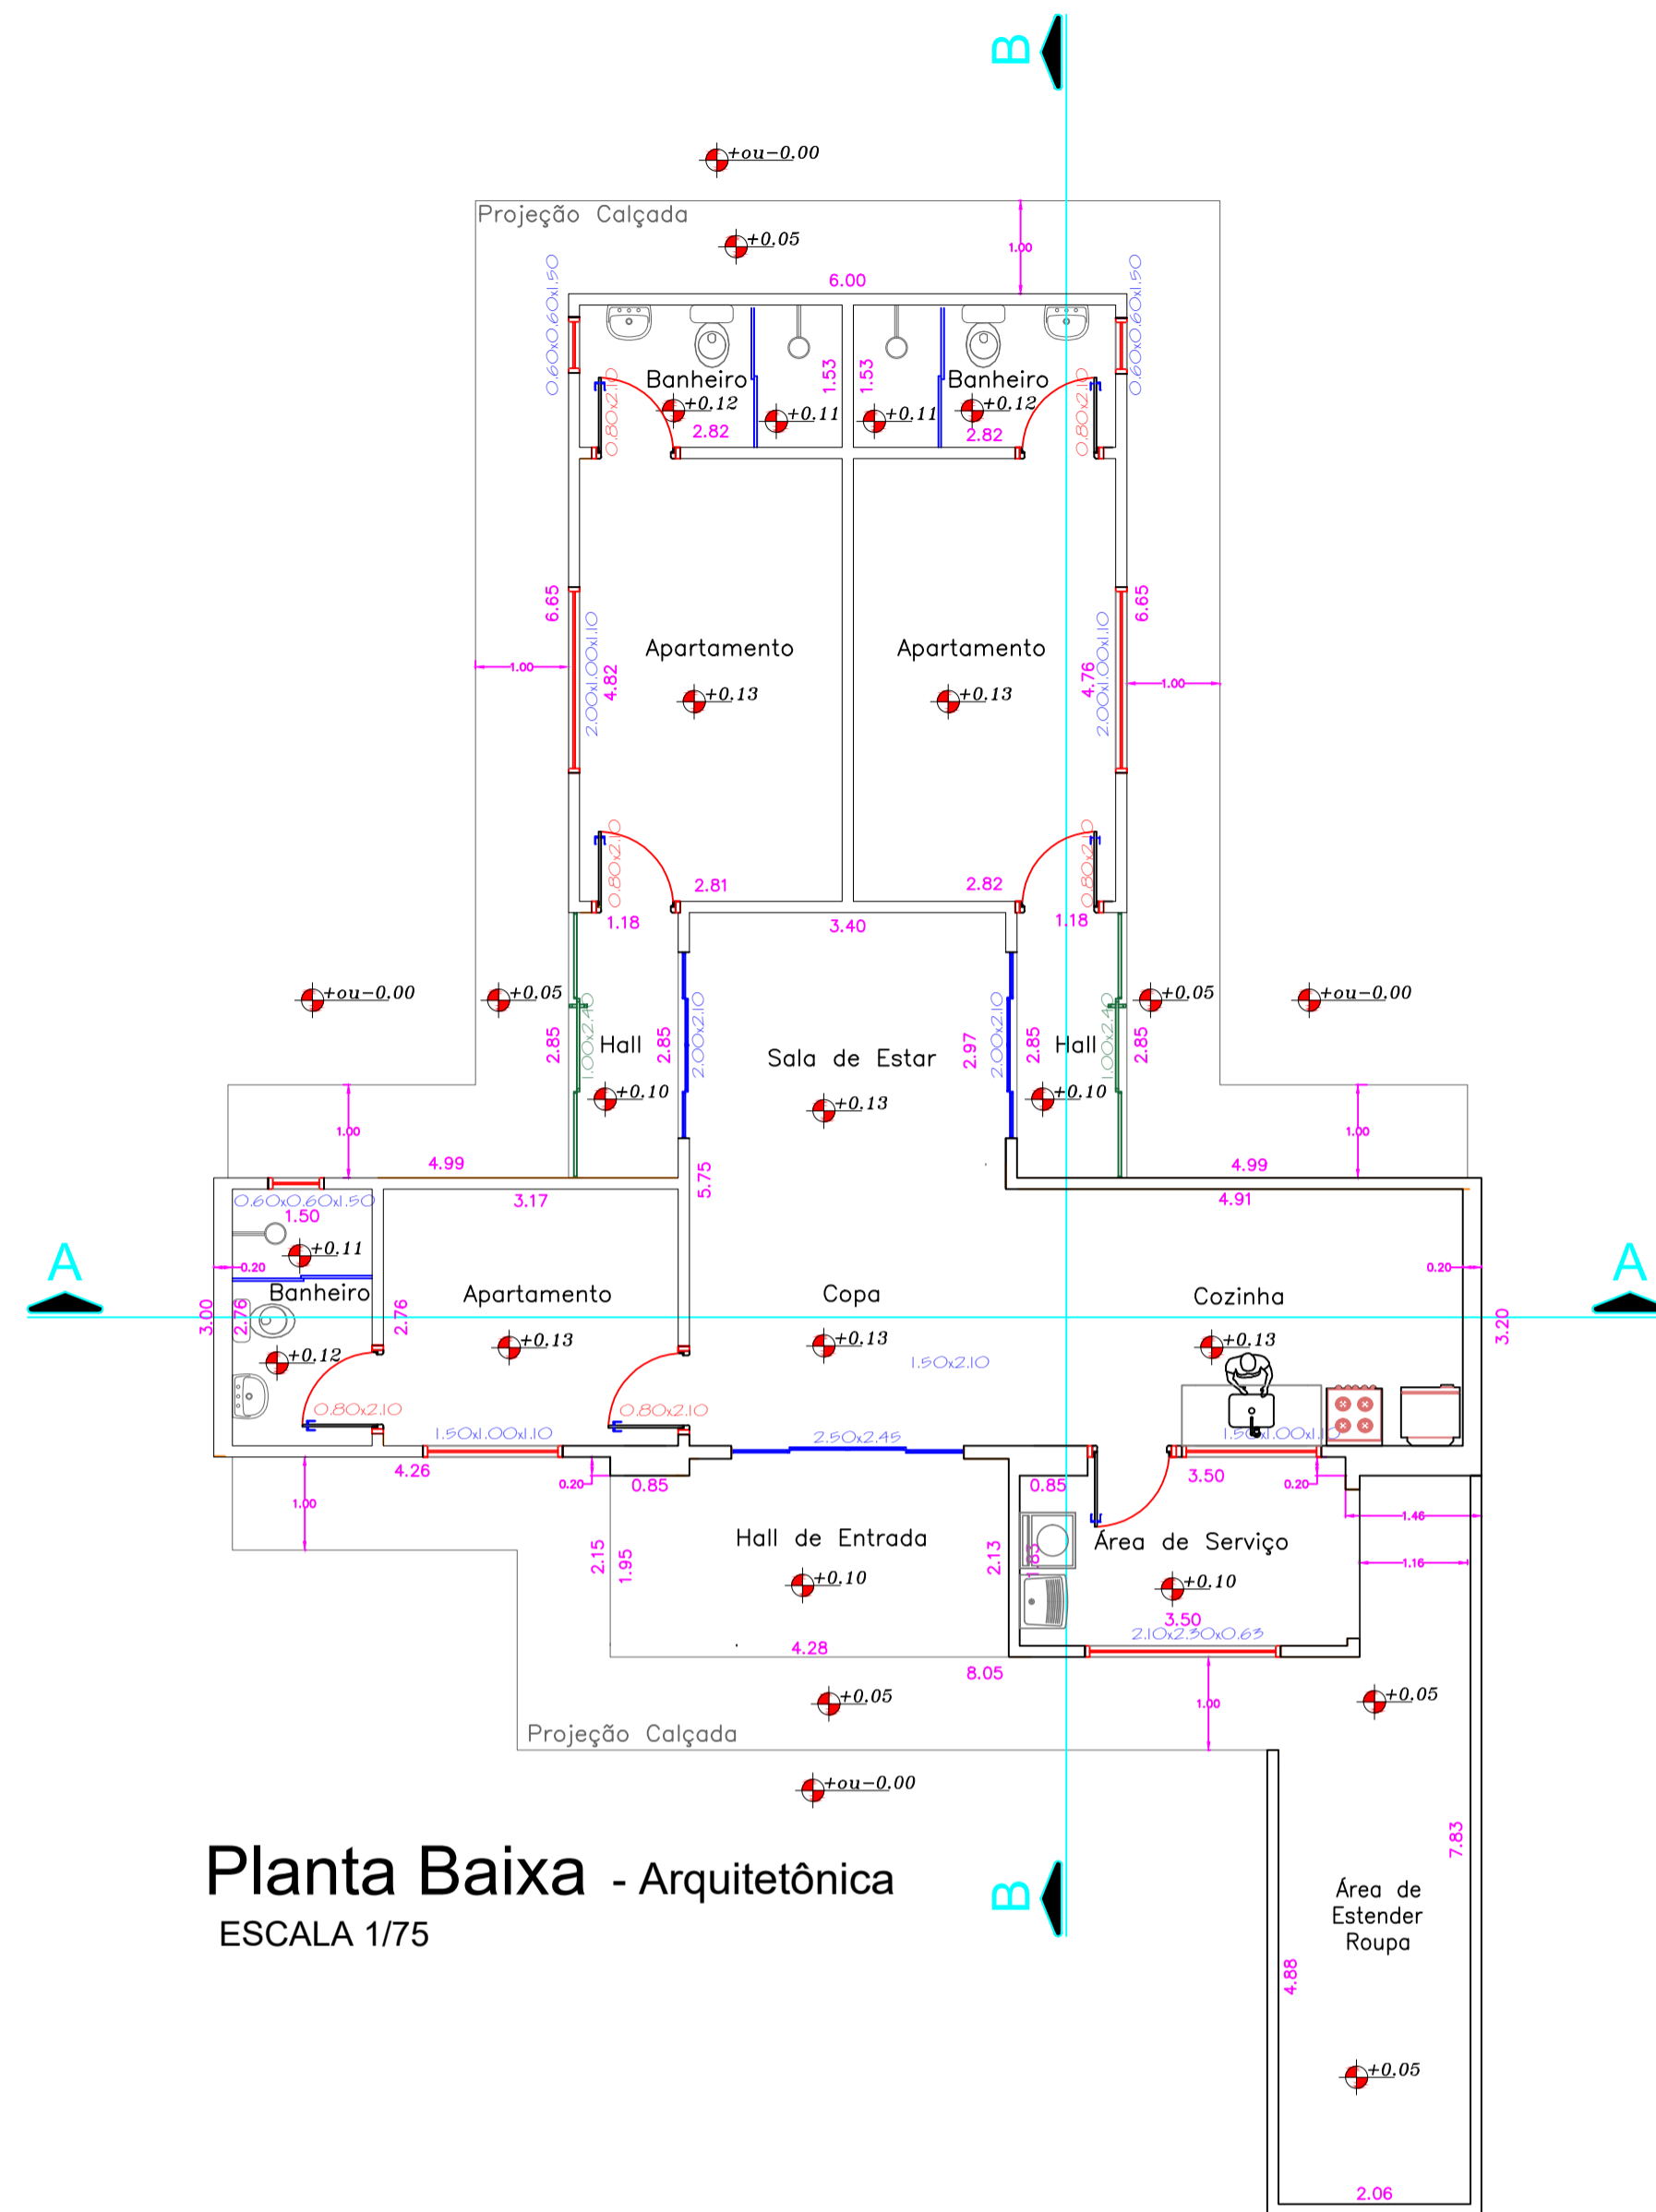 B
+ou-0.00
Projeção Calçada
+0.05
1.00
6.00
0.60x0.60x1.50
0.60x0.60x1.50
1.53
1.53
Banheiro
Banheiro
0.80x2.10
+0.12
+0.11
+0.11
+0.12
0.80x2.10
2.82
2.82
6.65
6.65
2.00x1.00x1.10
2.00x1.00x1.10
Apartamento
Apartamento
1.00
4.82
4.76
1.00
+0.13
+0.13
0.80x2.10
0.80x2.10
2.81
2.82
1.18
3.40
1.18
+ou-0.00
+0.05
+0.05
+ou-0.00
1.00x2.40
2.00x2.10
2.00x2.10
1.00x2.40
2.85
Hall
2.85
Sala de Estar
2.97
2.85
Hall
2.85
+0.10
+0.13
+0.10
1.00
1.00
4.99
5.75
4.99
0.60x0.60x1.50
3.17
4.91
1.50
A
+0.11
0.20
0.20
A
Banheiro
Apartamento
Copa
Cozinha
3.00
2.76
2.76
3.20
+0.12
+0.13
+0.13
+0.13
1.50x2.10
0.80x2.10
0.80x2.10
1.50x1.00x1.10
2.50x2.45
1.50x1.00x1.10
4.26
0.20
0.85
0.85
3.50
0.20
1.00
1.46
Hall de Entrada
Área de Serviço
2.15
1.95
2.13
1.83
1.16
+0.10
+0.10
3.50
2.10x2.30x0.63
4.28
8.05
+0.05
1.00
+0.05
Projeção Calçada
+ou-0.00
7.83
Planta Baixa - Arquitetônica
ESCALA 1/75
B
Área de
Estender
Roupa
4.88
+0.05
2.06